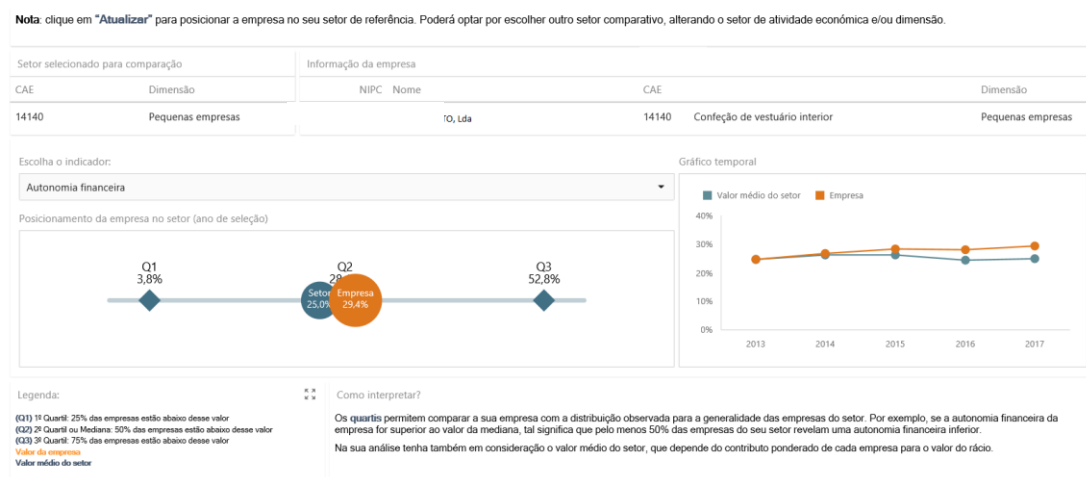 Nota: clique em "Atualizar" para posicionar a empresa no seu setor de referência. Poderá optar por escolher outro setor comparativo, alterando o setor de atividade económica e/ou dimensão.
Setor selecionado para comparação
Informação da empresa
CAE Dimensão NIPC Nome CAE Dimensão
14140 Pequenas empresas TO, Lda 14140 Confeção de vestuário interior Pequenas empresas
Escolha o indicador:
Autonomia financeira
Posicionamento da empresa no setor (ano de seleção)
Q1 Q2 Q3
3,8% 52,8%
Setor Empresa
25,0% 29,4%
Gráfico temporal
Valor médio do setor Empresa
40%
30%
20%
10%
0%
2013 2014 2015 2016 2017
Legenda:
(Q1) 1º Quartil: 25% das empresas estão abaixo desse valor
(Q2) 2º Quartil ou Mediana: 50% das empresas estão abaixo desse valor
(Q3) 3º Quartil: 75% das empresas estão abaixo desse valor
Valor da empresa
Valor médio do setor
Como interpretar?
Os quartis permitem comparar a sua empresa com a distribuição observada para a generalidade das empresas do setor. Por exemplo, se a autonomia financeira da
empresa for superior ao valor da mediana, tal significa que pelo menos 50% das empresas do seu setor revelam uma autonomia financeira inferior.
Na sua análise tenha também em consideração o valor médio do setor, que depende do contributo ponderado de cada empresa para o valor do rácio.